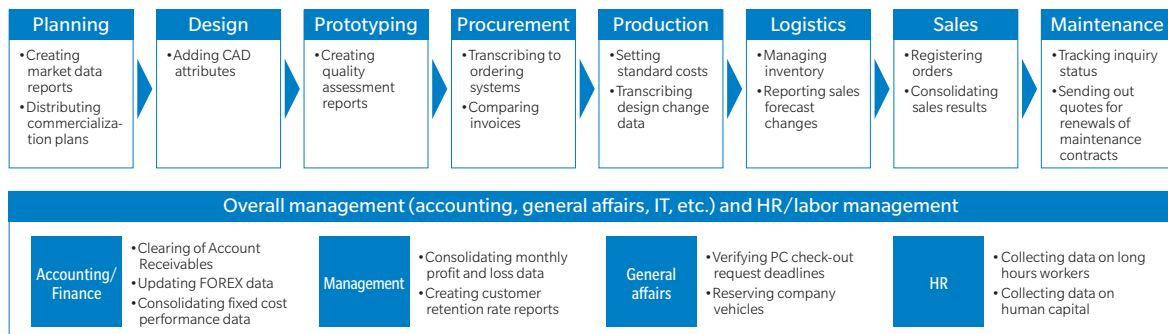 Planning
•Creating
market data
reports
•Distributing
commercializa-
tion plans
Design
•Adding CAD
attributes
Prototyping
•Creating
quality
assessment
reports
Procurement
•Transcribing to
ordering
systems
•Comparing
invoices
Production
•Setting
standard costs
•Transcribing
design change
data
Logistics
•Managing
inventory
•Reporting sales
forecast
changes
Sales
•Registering
orders
•Consolidating
sales results
Maintenance
•Tracking inquiry
status
•Sending out
quotes for
renewals of
maintenance
contracts
Overall management (accounting, general affairs, IT, etc.) and HR/labor management
Accounting/
Finance
•Clearing of Account
Receivables
•Updating FOREX data
•Consolidating fixed cost
performance data
Management
•Consolidating monthly
profit and loss data
•Creating customer
retention rate reports
General
affairs
•Verifying PC check-out
request deadlines
•Reserving company
vehicles
HR
•Collecting data on long
hours workers
•Collecting data on
human capital